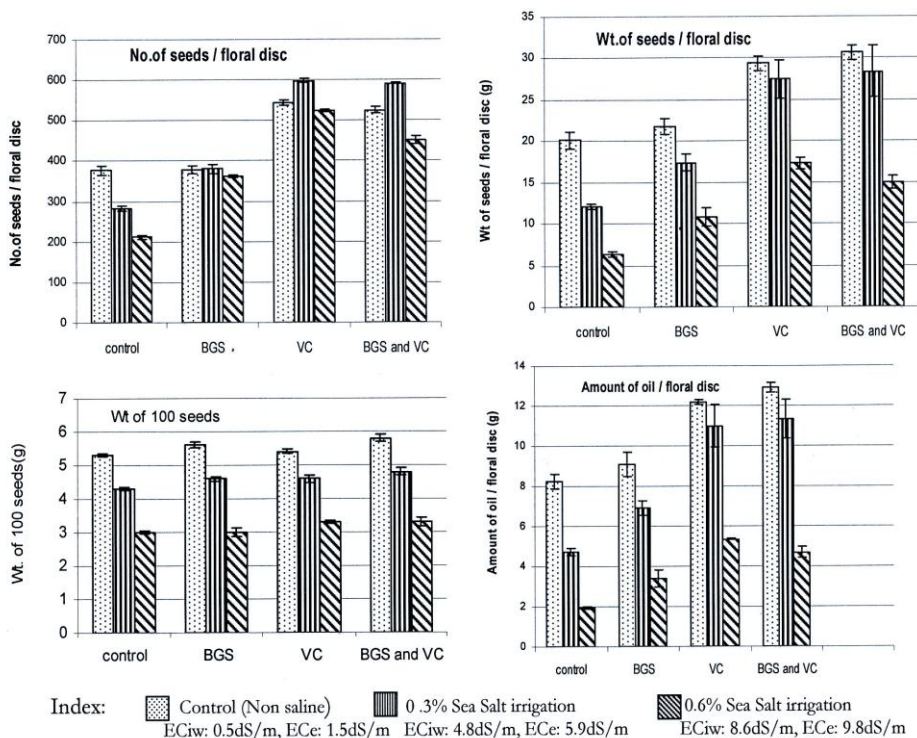 No.of seeds / floral disc
No.of seeds / floral disc
700
600
500
400
300
200
100
0
control
BGS .
VC
BGS and VC
Wt.of seeds / floral disc
Wt of seeds / floral disc (g)
35
30
25
20
15
10
5
0
control
BGS
VC
BGS and VC
Wt of 100 seeds
Wt. of 100 seeds(g)
7
6
5
4
3
2
1
0
control
BGS
VC
BGS and VC
Amount of oil / floral disc
Amount of oil / floral disc (g)
14
12
10
8
6
4
2
0
control
BGS
VC
BGS and VC
Index: Control (Non saline) 0 .3% Sea Salt irrigation 0.6% Sea Salt irrigation
ECiw: 0.5dS/m, ECe: 1.5dS/m ECiw: 4.8dS/m, ECe: 5.9dS/m ECiw: 8.6dS/m, ECe: 9.8dS/m